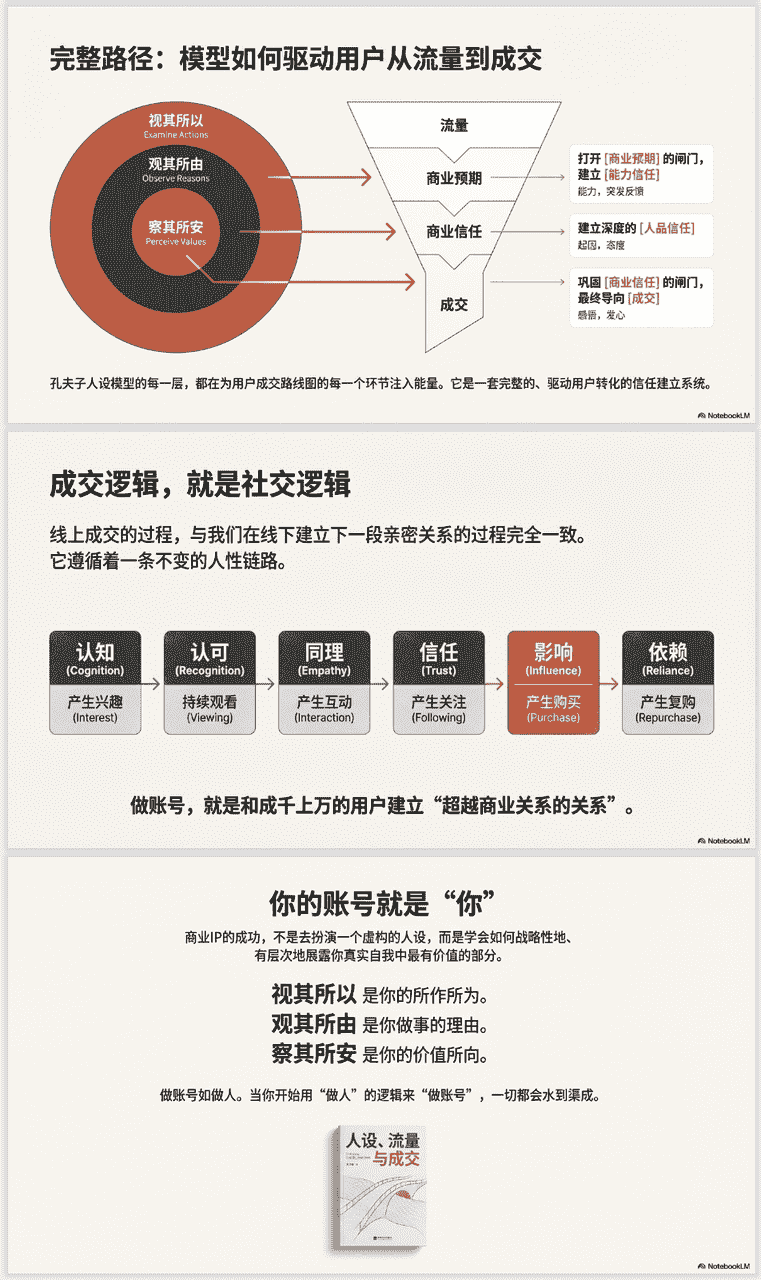 完整路径：模型如何驱动用户从流量到成交
视其所以
Examine Actions
观其所由
Observe Reasons
察其所安
Perceive Values
流量
商业预期
商业信任
成交
打开 [商业预期] 的闸门，
建立 [能力信任]
能力，突发反馈
建立深度的 [人品信任]
起因，态度
巩固 [商业信任] 的闸门，
最终导向 [成交]
感悟，发心
孔夫子人设模型的每一层，都在为用户成交路线图的每一个环节注入能量。它是一套完整的、驱动用户转化的信任建立系统。
NotebookLM
成交逻辑，就是社交逻辑
线上成交的过程，与我们在线下建立下一段亲密关系的过程完全一致。
它遵循着一条不变的人性链路。
认知
(Cognition)
产生兴趣
(Interest)
认可
(Recognition)
持续观看
(Viewing)
同理
(Empathy)
产生互动
(Interaction)
信任
(Trust)
产生关注
(Following)
影响
(Influence)
产生购买
(Purchase)
依赖
(Reliance)
产生复购
(Repurchase)
做账号，就是和成千上万的用户建立“超越商业关系的关系”。
NotebookLM
你的账号就是“你”
商业IP的成功，不是去扮演一个虚构的人设，而是学会如何战略性地、
有层次地展露你真实自我中最有价值的部分。
视其所以 是你的所作所为。
观其所由 是你做事的理由。
察其所安 是你的价值所向。
做账号如做人。当你开始用“做人”的逻辑来“做账号”，一切都会水到渠成。
人设、流量
与成交
NotebookLM